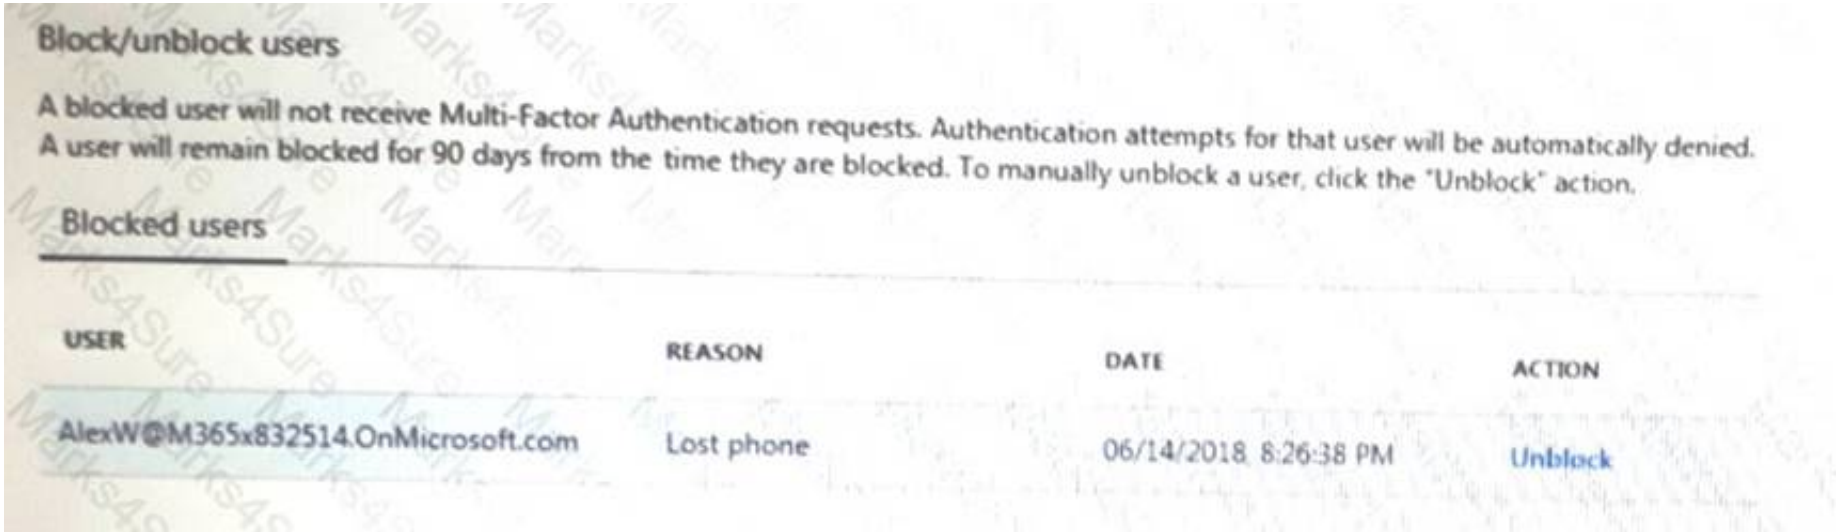 Block/unblock users
A blocked user will not receive Multi-Factor Authentication requests. Authentication attempts for that user will be automatically denied.
A user will remain blocked for 90 days from the time they are blocked. To manually unblock a user, click the "Unblock" action.
Blocked users
USER REASON DATE ACTION
AlexW@M365x832514.OnMicrosoft.com Lost phone 06/14/2018 8:26:38 PM Unblock
Marks4Sure